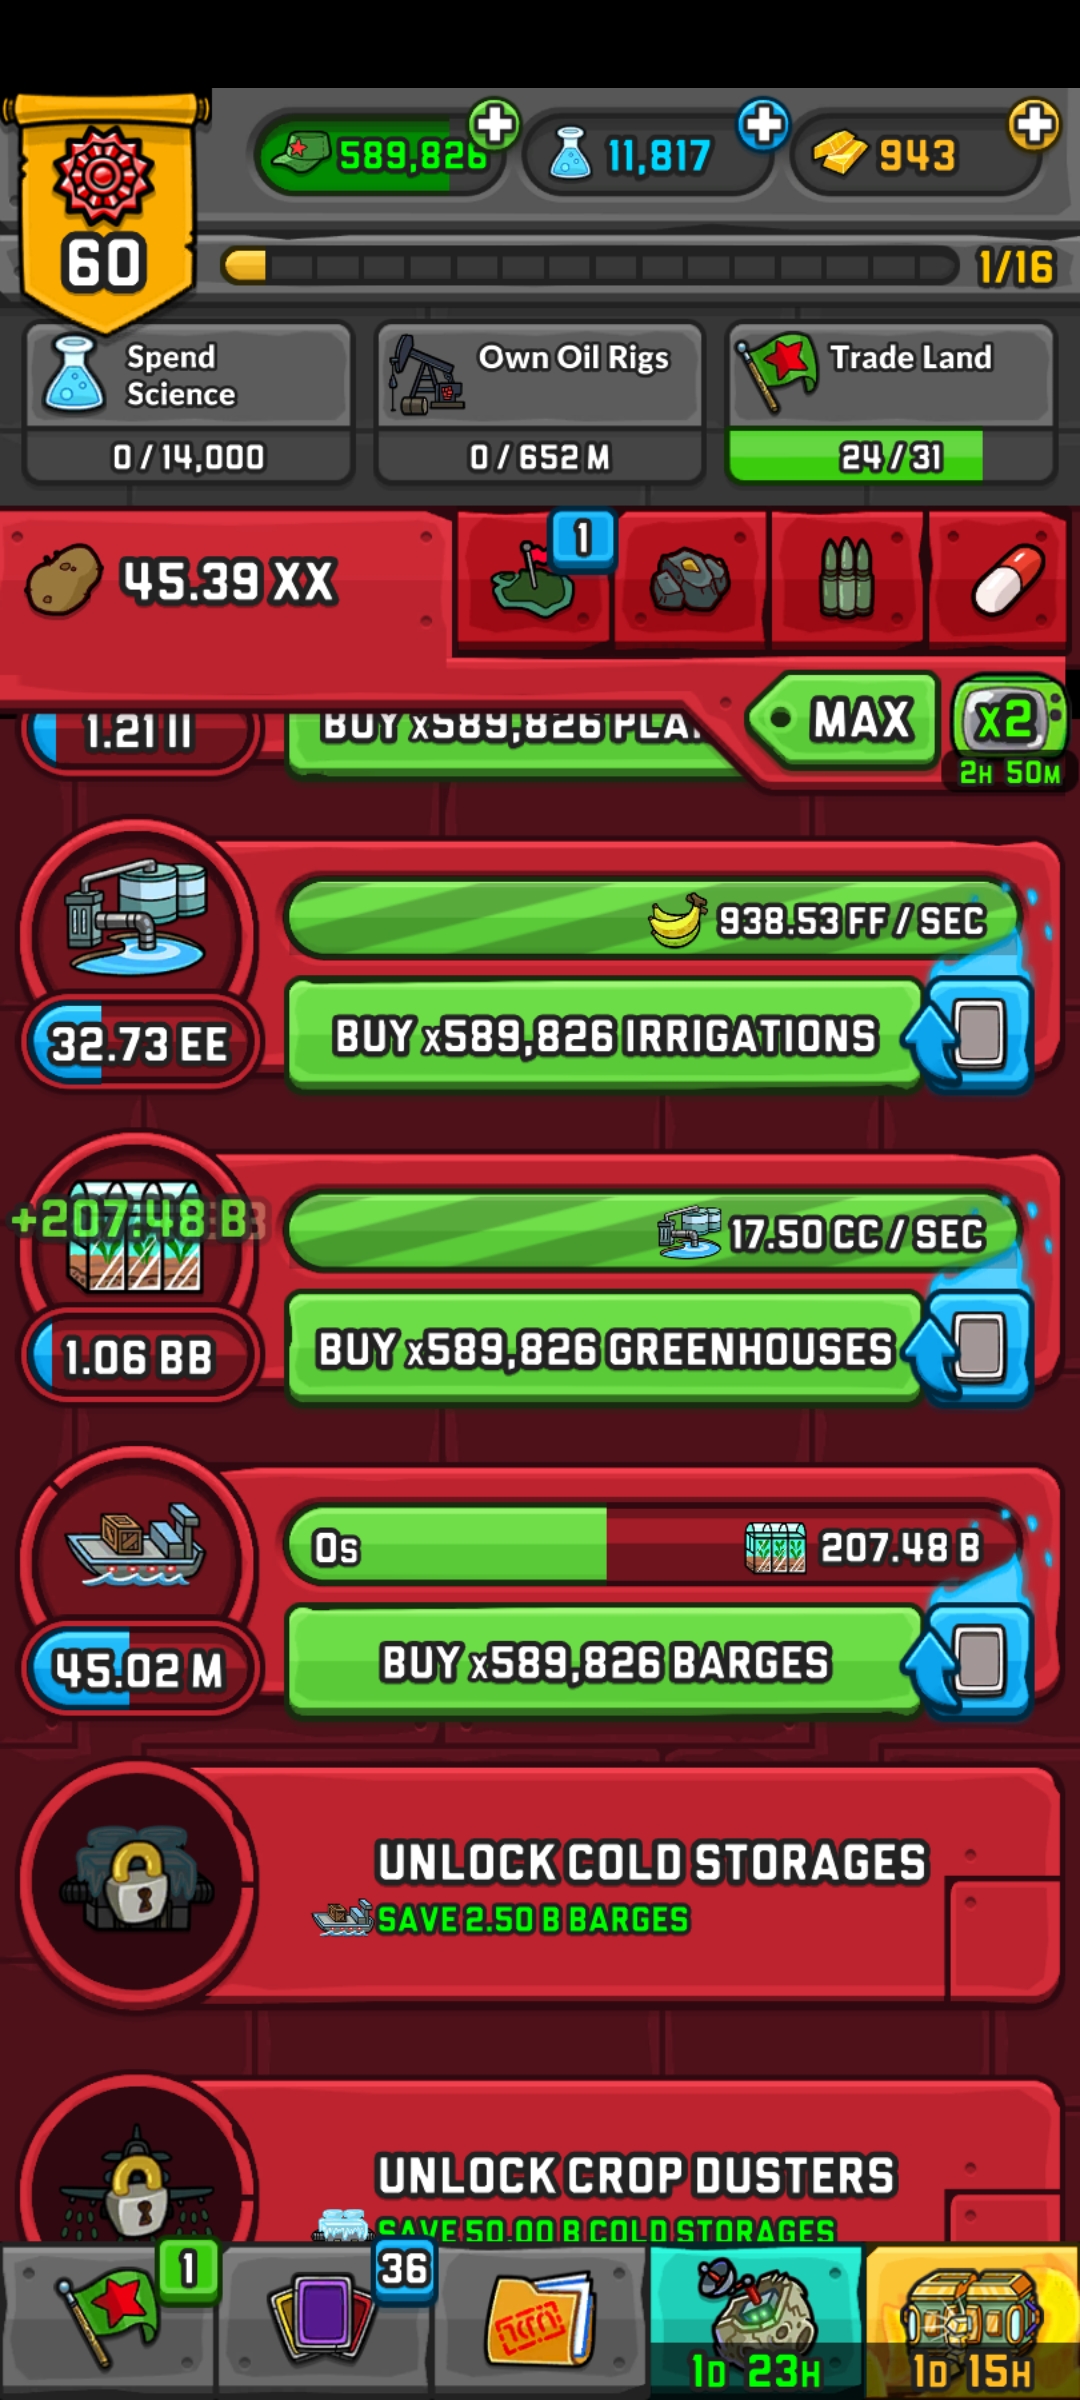 589,826
11,817
943
60
1/16
Spend
Science
0/14,000
Own Oil Rigs
0/652 M
Trade Land
24/31
45.39 XX
1
MAX
x2
2H 50M
1.21 II
BUY x589,826
32.73 EE
938.53 FF / SEC
BUY x589,826 IRRIGATIONS
+207.48 B
1.06 BB
17.50 CC / SEC
BUY x589,826 GREENHOUSES
45.02 M
0s
207.48 B
BUY x589,826 BARGES
UNLOCK COLD STORAGES
SAVE 2.50 B BARGES
UNLOCK CROP DUSTERS
SAVE 50.00 B COLD STORAGES
1
36
1D 23H
1D 15H